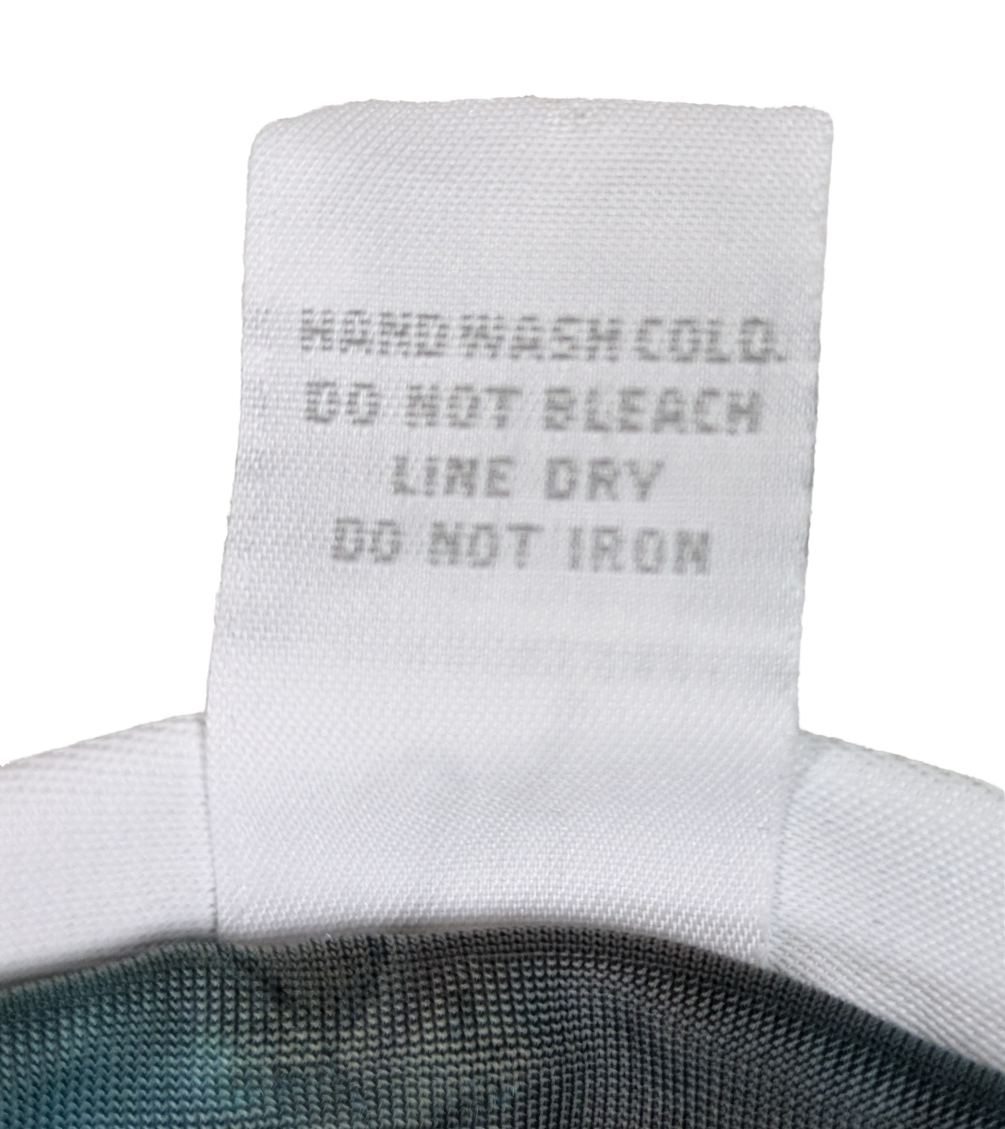 HAND WASH COLD.
DO NOT BLEACH
LINE DRY
DO NOT IRON